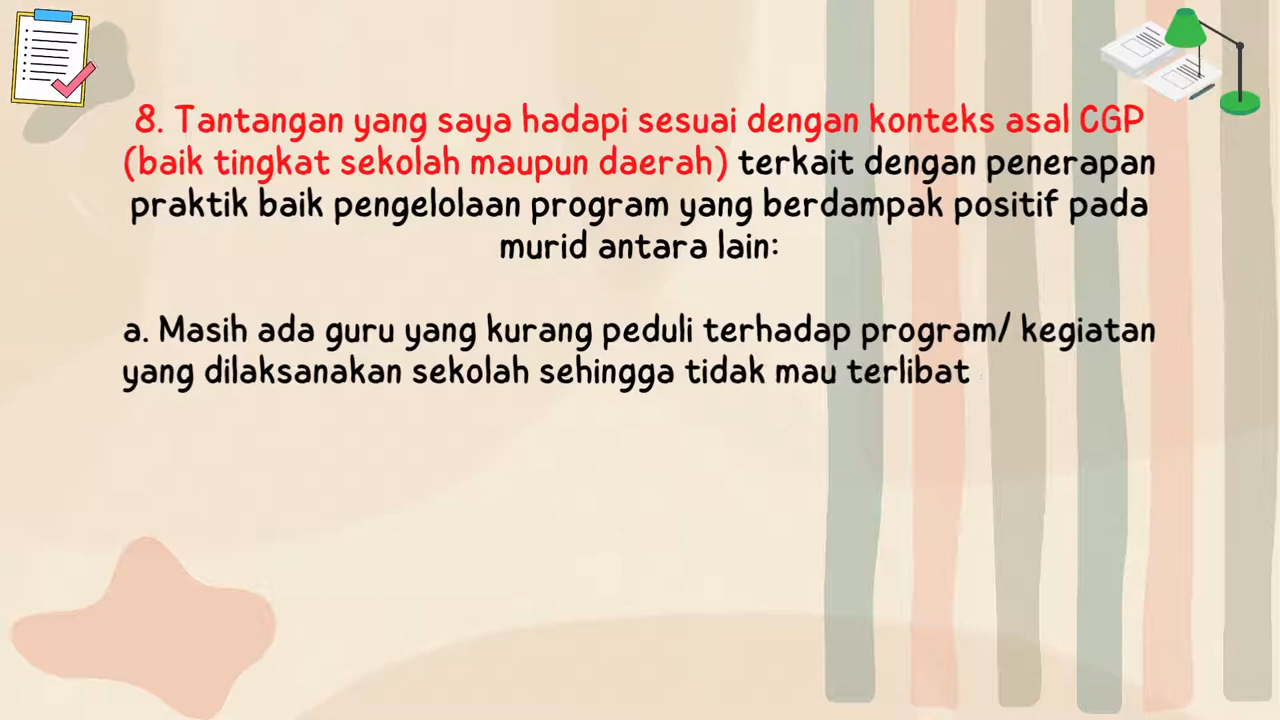 8. Tantangan yang saya hadapi sesuai dengan konteks asal CGP
(baik tingkat sekolah maupun daerah) terkait dengan penerapan
praktik baik pengelolaan program yang berdampak positif pada
murid antara lain:
a. Masih ada guru yang kurang peduli terhadap program/ kegiatan
yang dilaksanakan sekolah sehingga tidak mau terlibat